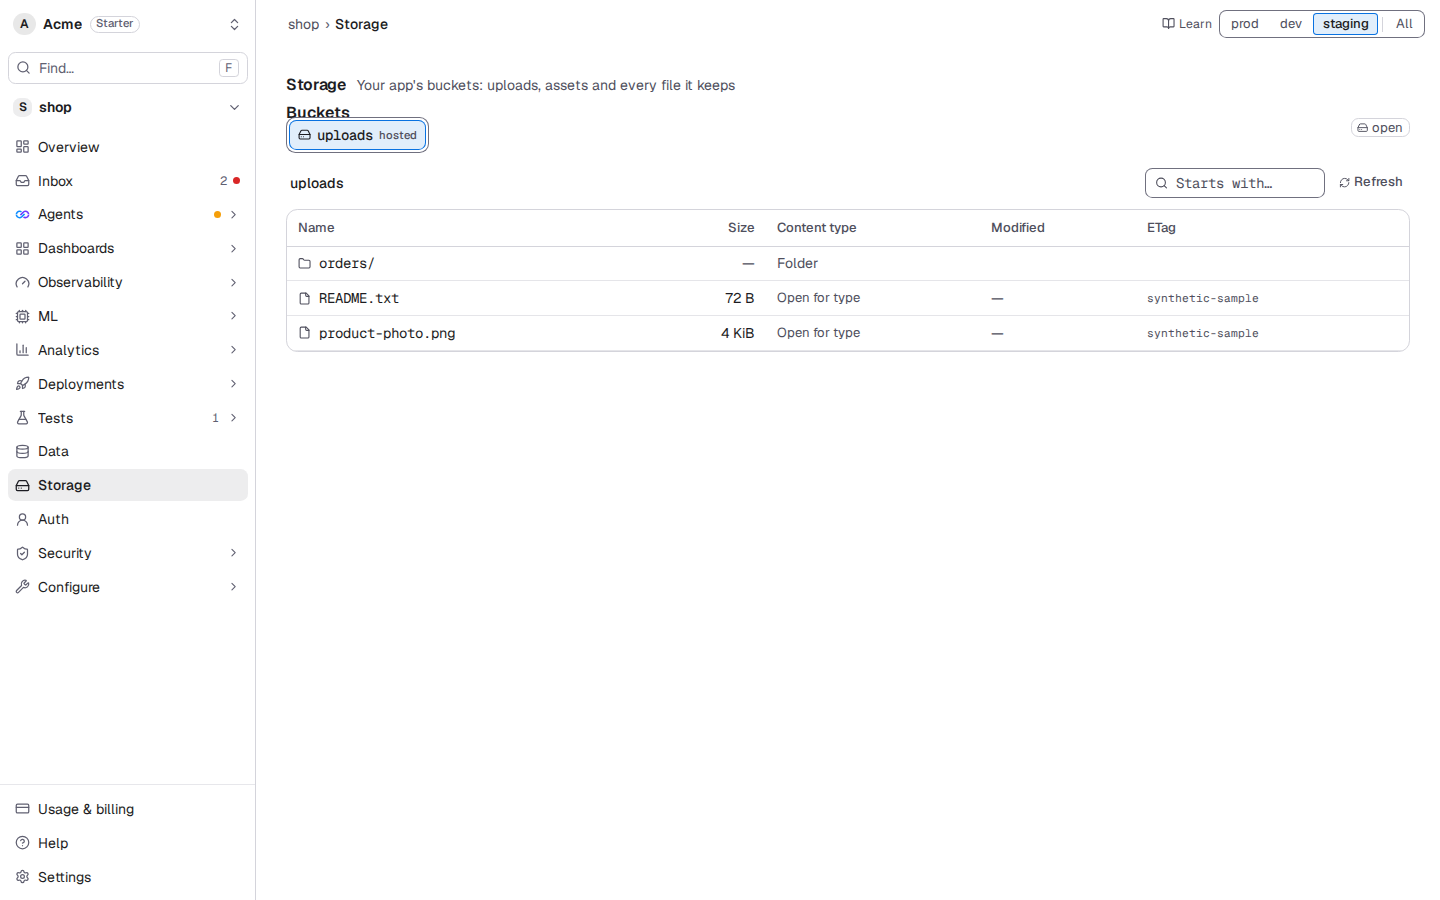 A Acme Starter
Find... F
S shop
Overview
Inbox 2
Agents
Dashboards
Observability
ML
Analytics
Deployments
Tests 1
Data
Storage
Auth
Security
Configure
Usage & billing
Help
Settings
shop › Storage
Learn prod dev staging All
Storage Your app's buckets: uploads, assets and every file it keeps
Buckets
uploads hosted
open
uploads Starts with... Refresh
Name Size Content type Modified ETag
orders/ — Folder
README.txt 72 B Open for type — synthetic-sample
product-photo.png 4 KiB Open for type — synthetic-sample